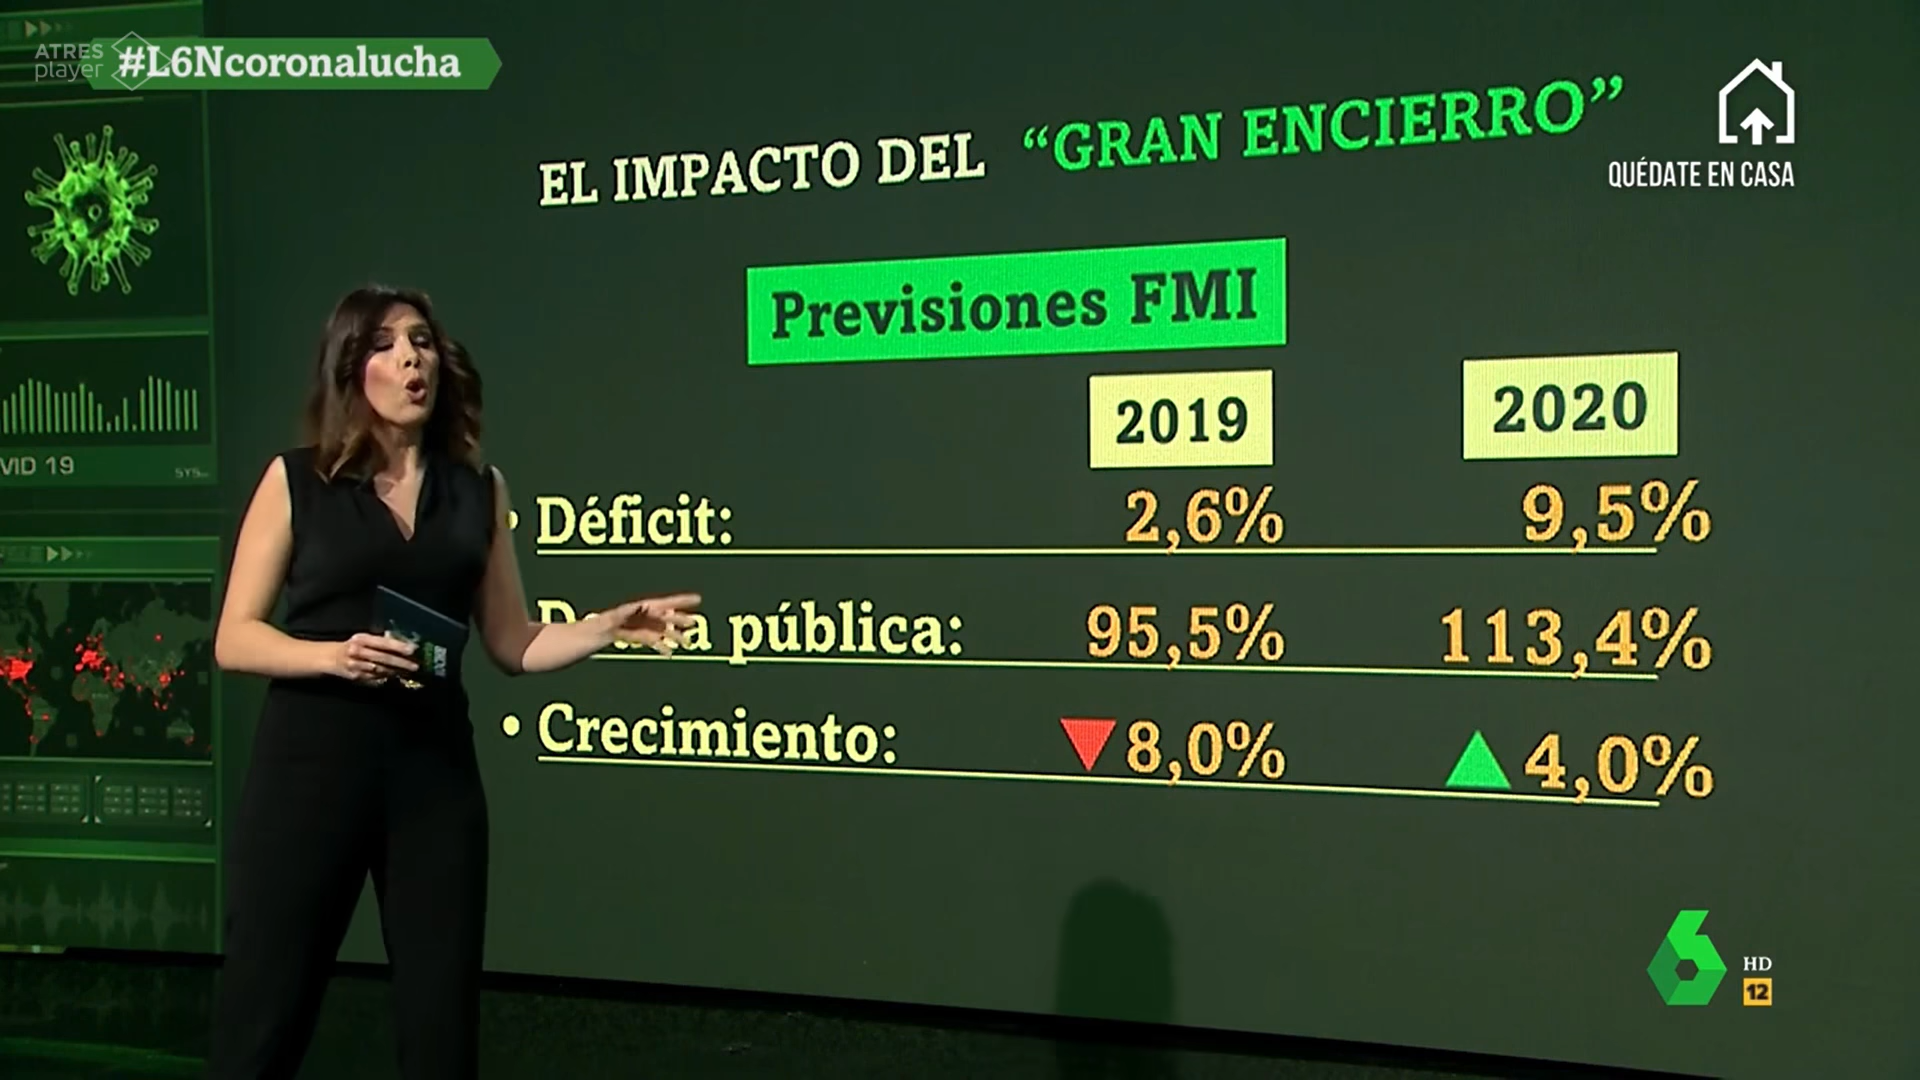 ATRES
player
#L6Ncoronalucha
EL IMPACTO DEL “GRAN ENCIERRO”
QUÉDATE EN CASA
Previsiones FMI
2019 2020
• Déficit: 2,6% 9,5%
pública: 95,5% 113,4%
• Crecimiento: 8,0% 4,0%
VID 19
HD
12